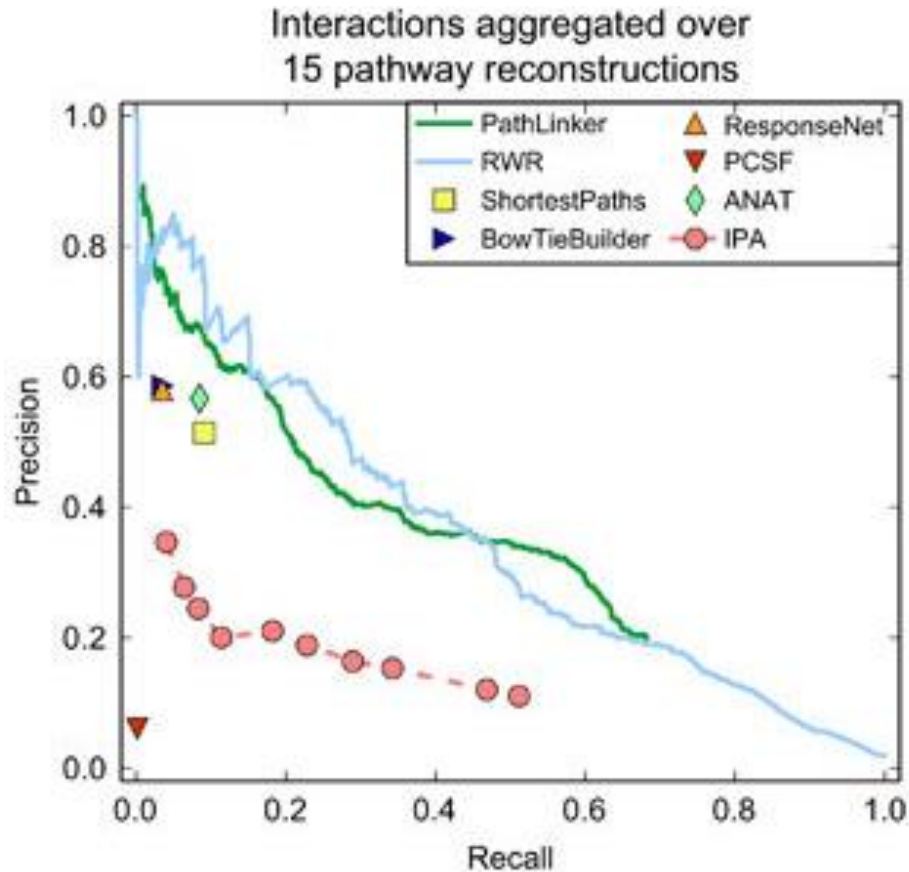 Interactions aggregated over
15 pathway reconstructions
1.0
0.8
0.6
0.4
0.2
0.0
Precision
PathLinker
RWR
ShortestPaths
BowTieBuilder
ResponseNet
PCSF
ANAT
IPA
0.0 0.2 0.4 0.6 0.8 1.0
Recall